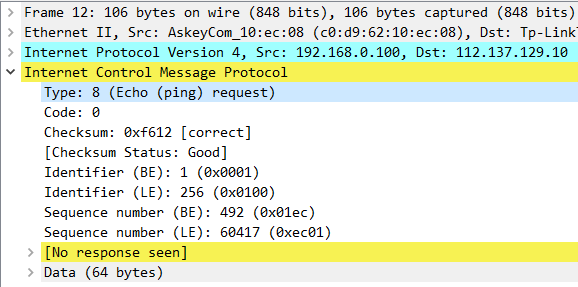 Frame 12: 106 bytes on wire (848 bits), 106 bytes captured (848 bits)
Ethernet II, Src: AskeyCom_10:ec:08 (c0:d9:62:10:ec:08), Dst: Tp-Link
Internet Protocol Version 4, Src: 192.168.0.100, Dst: 112.137.129.10
Internet Control Message Protocol
Type: 8 (Echo (ping) request)
Code: 0
Checksum: 0xf612 [correct]
[Checksum Status: Good]
Identifier (BE): 1 (0x0001)
Identifier (LE): 256 (0x0100)
Sequence number (BE): 492 (0x01ec)
Sequence number (LE): 60417 (0xec01)
[No response seen]
Data (64 bytes)